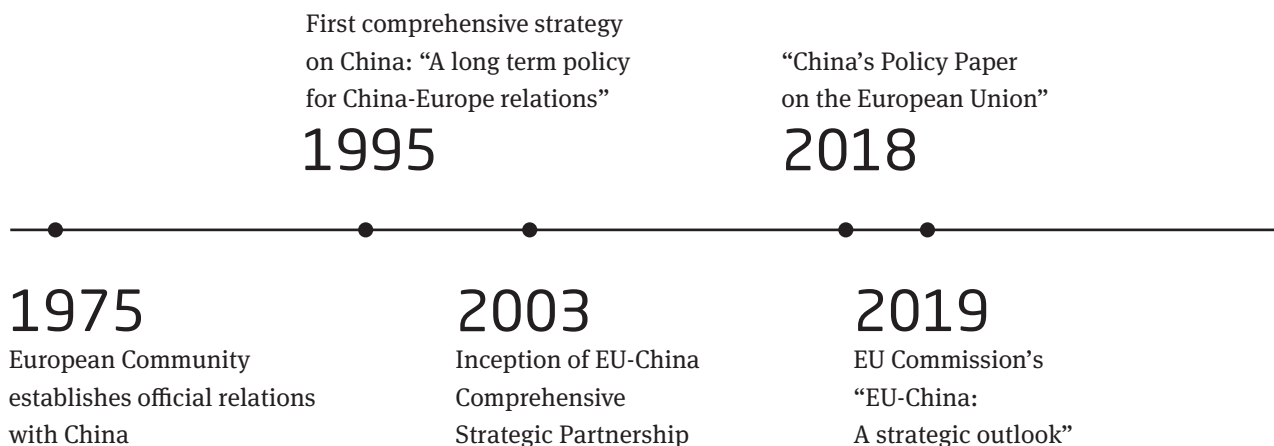 First comprehensive strategy
on China: “A long term policy
for China-Europe relations”
1995
“China’s Policy Paper
on the European Union”
2018
1975
European Community
establishes official relations
with China
2003
Inception of EU-China
Comprehensive
Strategic Partnership
2019
EU Commission’s
“EU-China:
A strategic outlook”